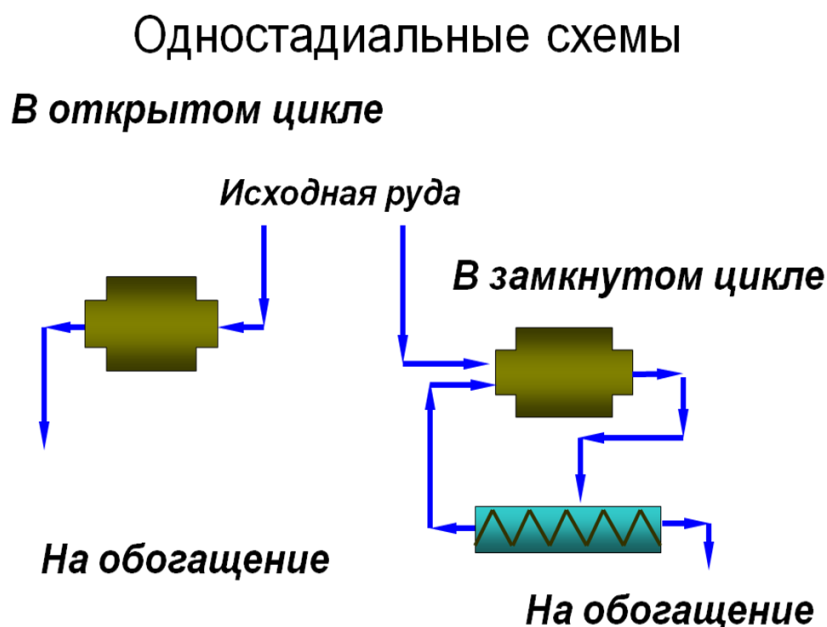 Одностадиальные схемы
В открытом цикле
Исходная руда
В замкнутом цикле
На обогащение
На обогащение